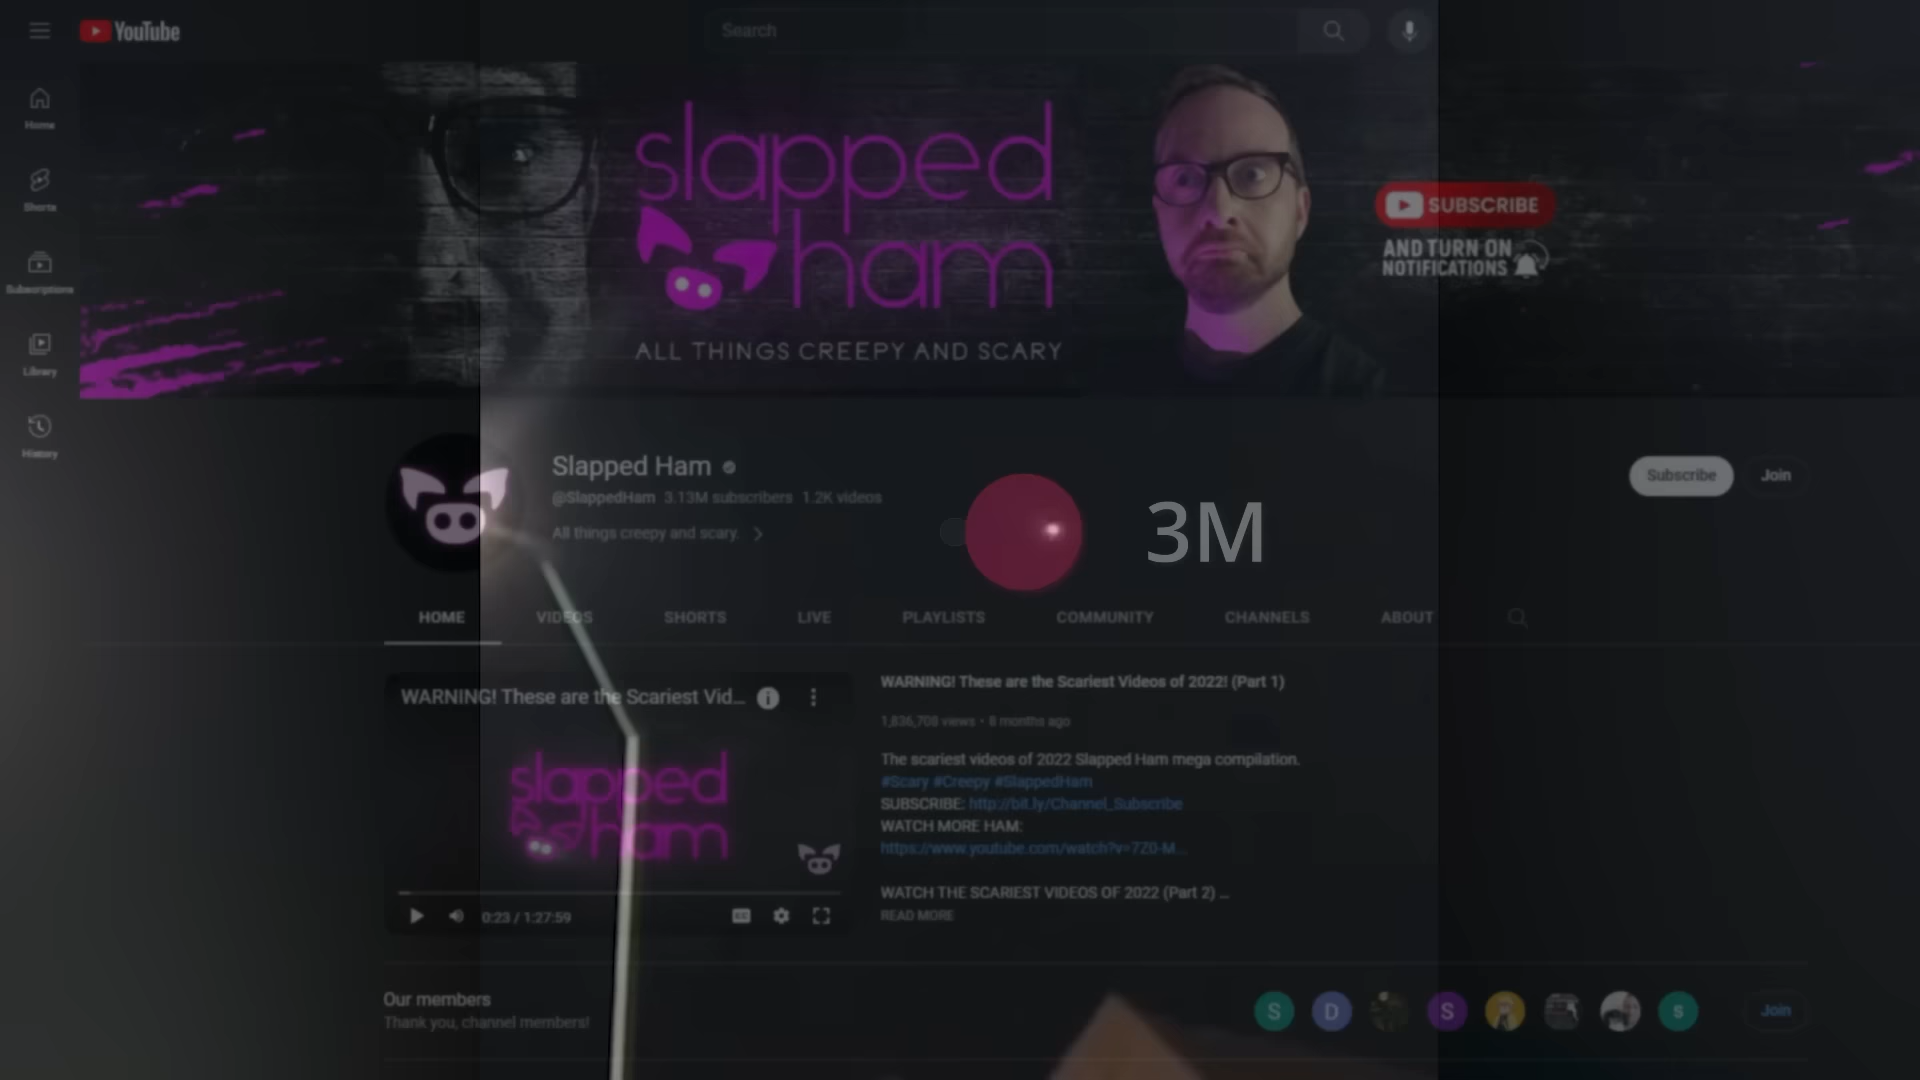 YouTube
Search
Home
Shorts
Subscriptions
Library
History
slapped
ham
ALL THINGS CREEPY AND SCARY
SUBSCRIBE
AND TURN ON
NOTIFICATIONS
Slapped Ham
@SlappedHam 3.13M subscribers 1.2K videos
All things creepy and scary.
Subscribe
Join
3M
HOME
VIDEOS
SHORTS
LIVE
PLAYLISTS
COMMUNITY
CHANNELS
ABOUT
WARNING! These are the Scariest Vid...
slapped
ham
0:23 / 1:27:59
WARNING! These are the Scariest Videos of 2022! (Part 1)
1,836,708 views • 8 months ago
The scariest videos of 2022 Slapped Ham mega compilation.
#Scary #Creepy #SlappedHam
SUBSCRIBE: http://bit.ly/Channel_Subscribe
WATCH MORE HAM:
https://www.youtube.com/watch?v=7Z0-M...
WATCH THE SCARIEST VIDEOS OF 2022 (Part 2) ...
READ MORE
Our members
Thank you, channel members!
S
D
S
S
Join